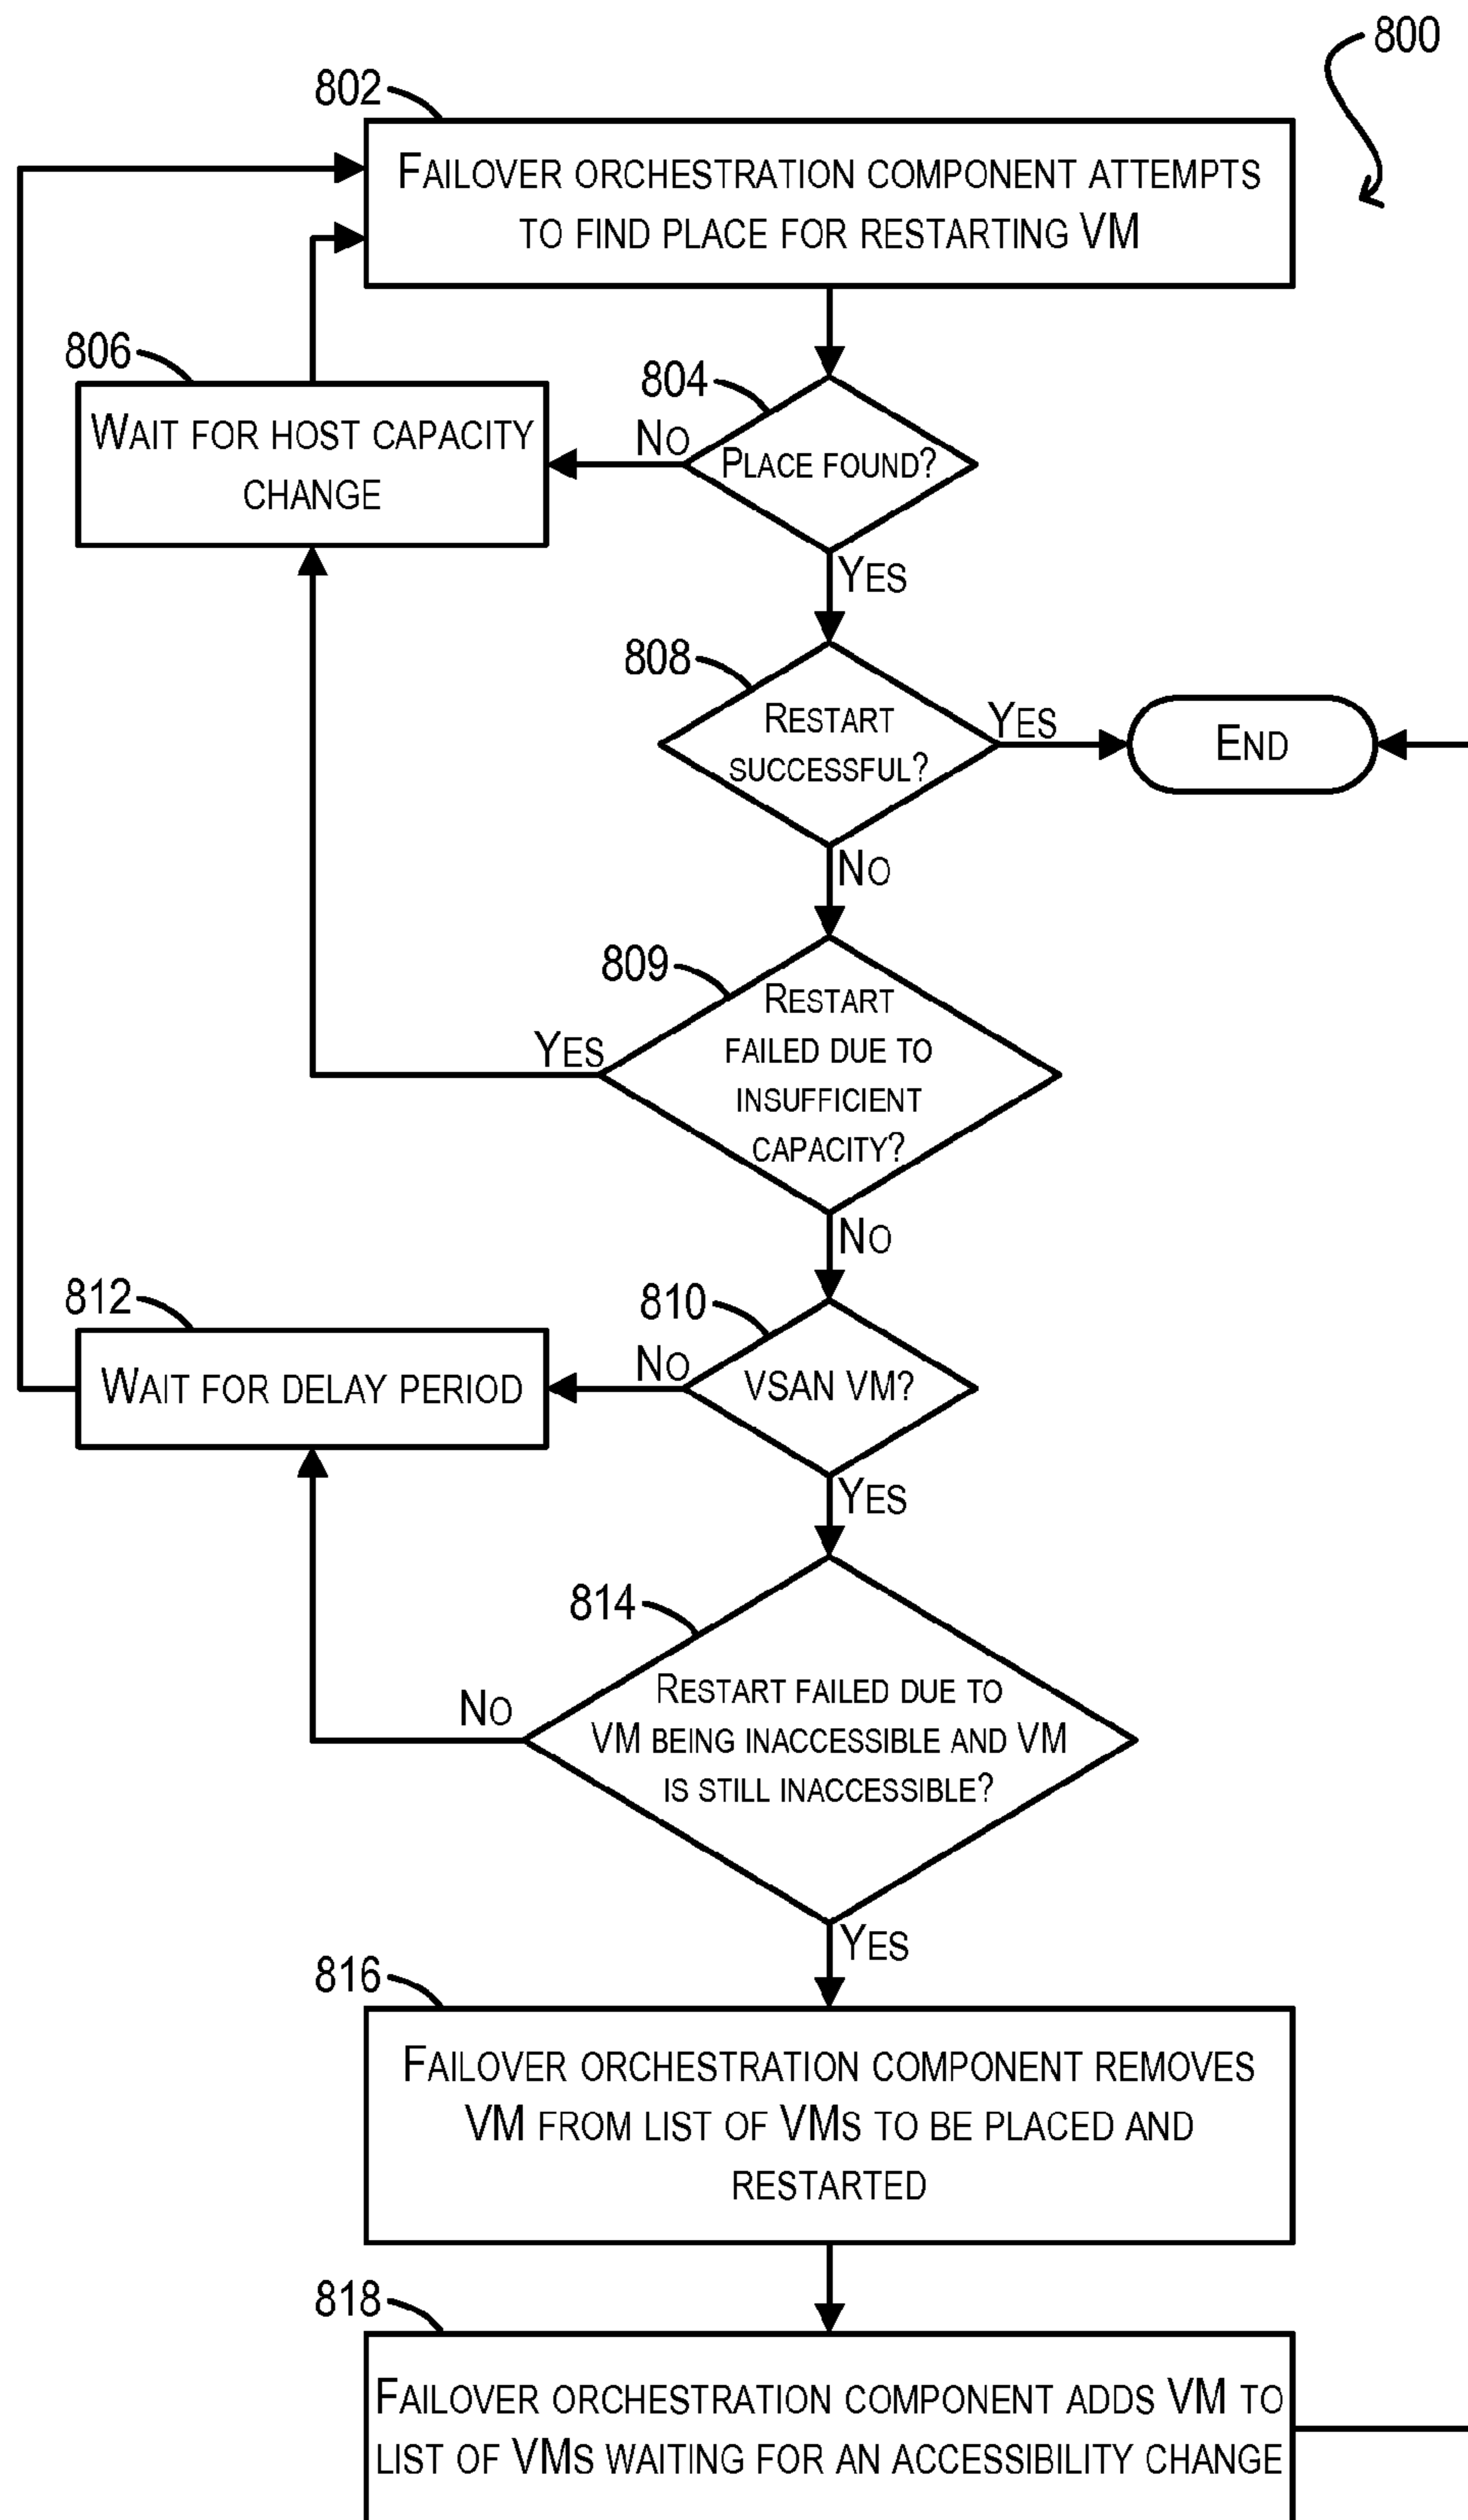 800
802
Failover orchestration component attempts
to find place for restarting VM
806
Wait for host capacity
change
804
No
Place found?
Yes
808
Restart
successful?
Yes
End
No
809
Restart
failed due to
insufficient
capacity?
Yes
No
812
Wait for delay period
810
No
VSAN VM?
Yes
814
Restart failed due to
VM being inaccessible and VM
is still inaccessible?
No
Yes
816
Failover orchestration component removes
VM from list of VMs to be placed and
restarted
818
Failover orchestration component adds VM to
list of VMs waiting for an accessibility change